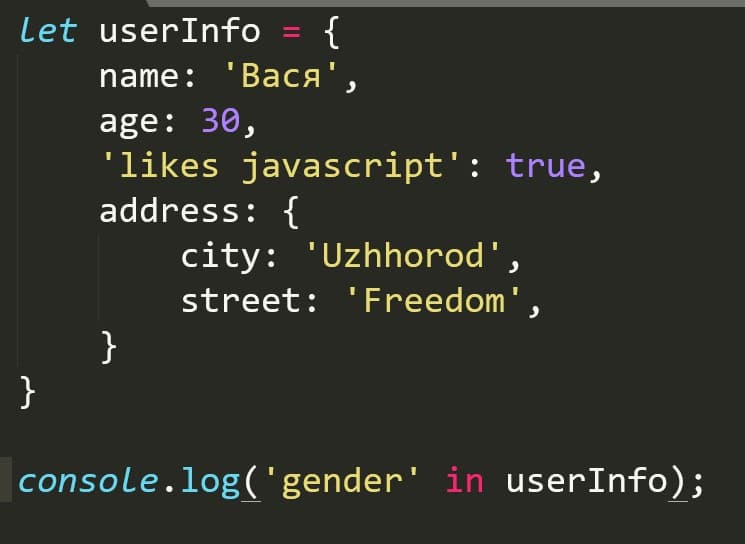 let userInfo = {
    name: 'Вася',
    age: 30,
    'likes javascript': true,
    address: {
        city: 'Uzhhorod',
        street: 'Freedom',
    }
}

console.log('gender' in userInfo);